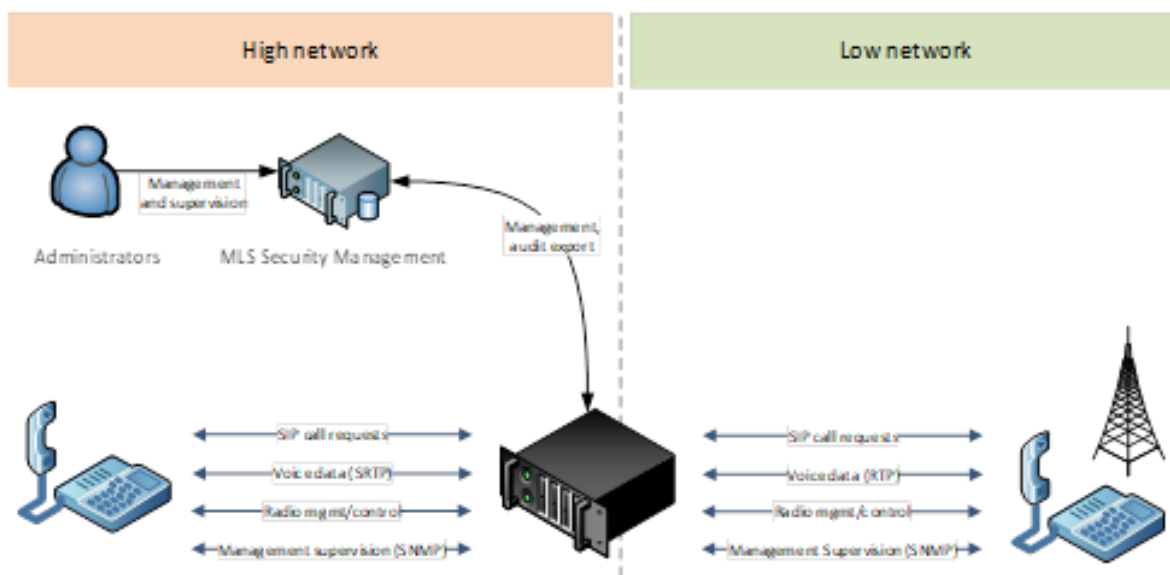 High network
Low network
Management
and supervision
Management,
audit export
Administrators
MLS Security Management
SIP call requests
SIP call requests
Voice data (SRTP)
Voice data (RTP)
Radio mgmt/control
Radio mgmt/control
Management supervision (SNMP)
Management Supervision (SNMP)